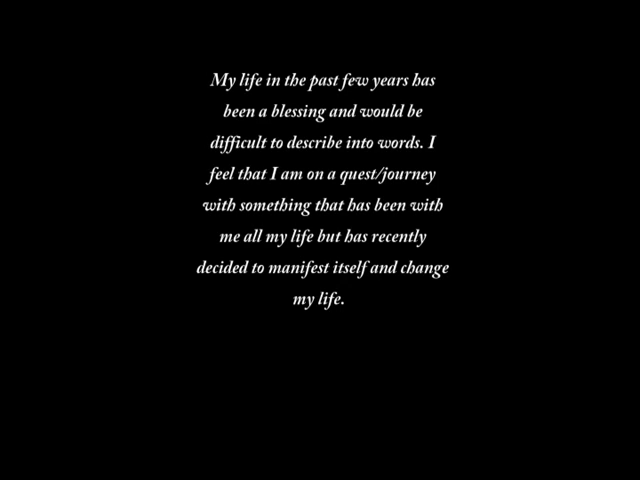 My life in the past few years has
been a blessing and would be
difficult to describe into words. I
feel that I am on a quest/journey
with something that has been with
me all my life but has recently
decided to manifest itself and change
my life.